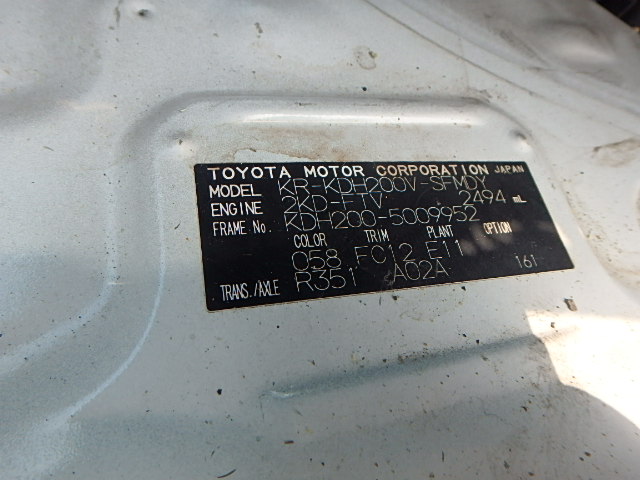 TOYOTA MOTOR CORPORATION JAPAN
MODEL KR-KDH200V-SFMDY
ENGINE 2KD-FTV 2494 mL
FRAME No. KDH200-5009952
COLOR TRIM PLANT OPTION
058 FC12 E11
TRANS./AXLE R351 A02A 161